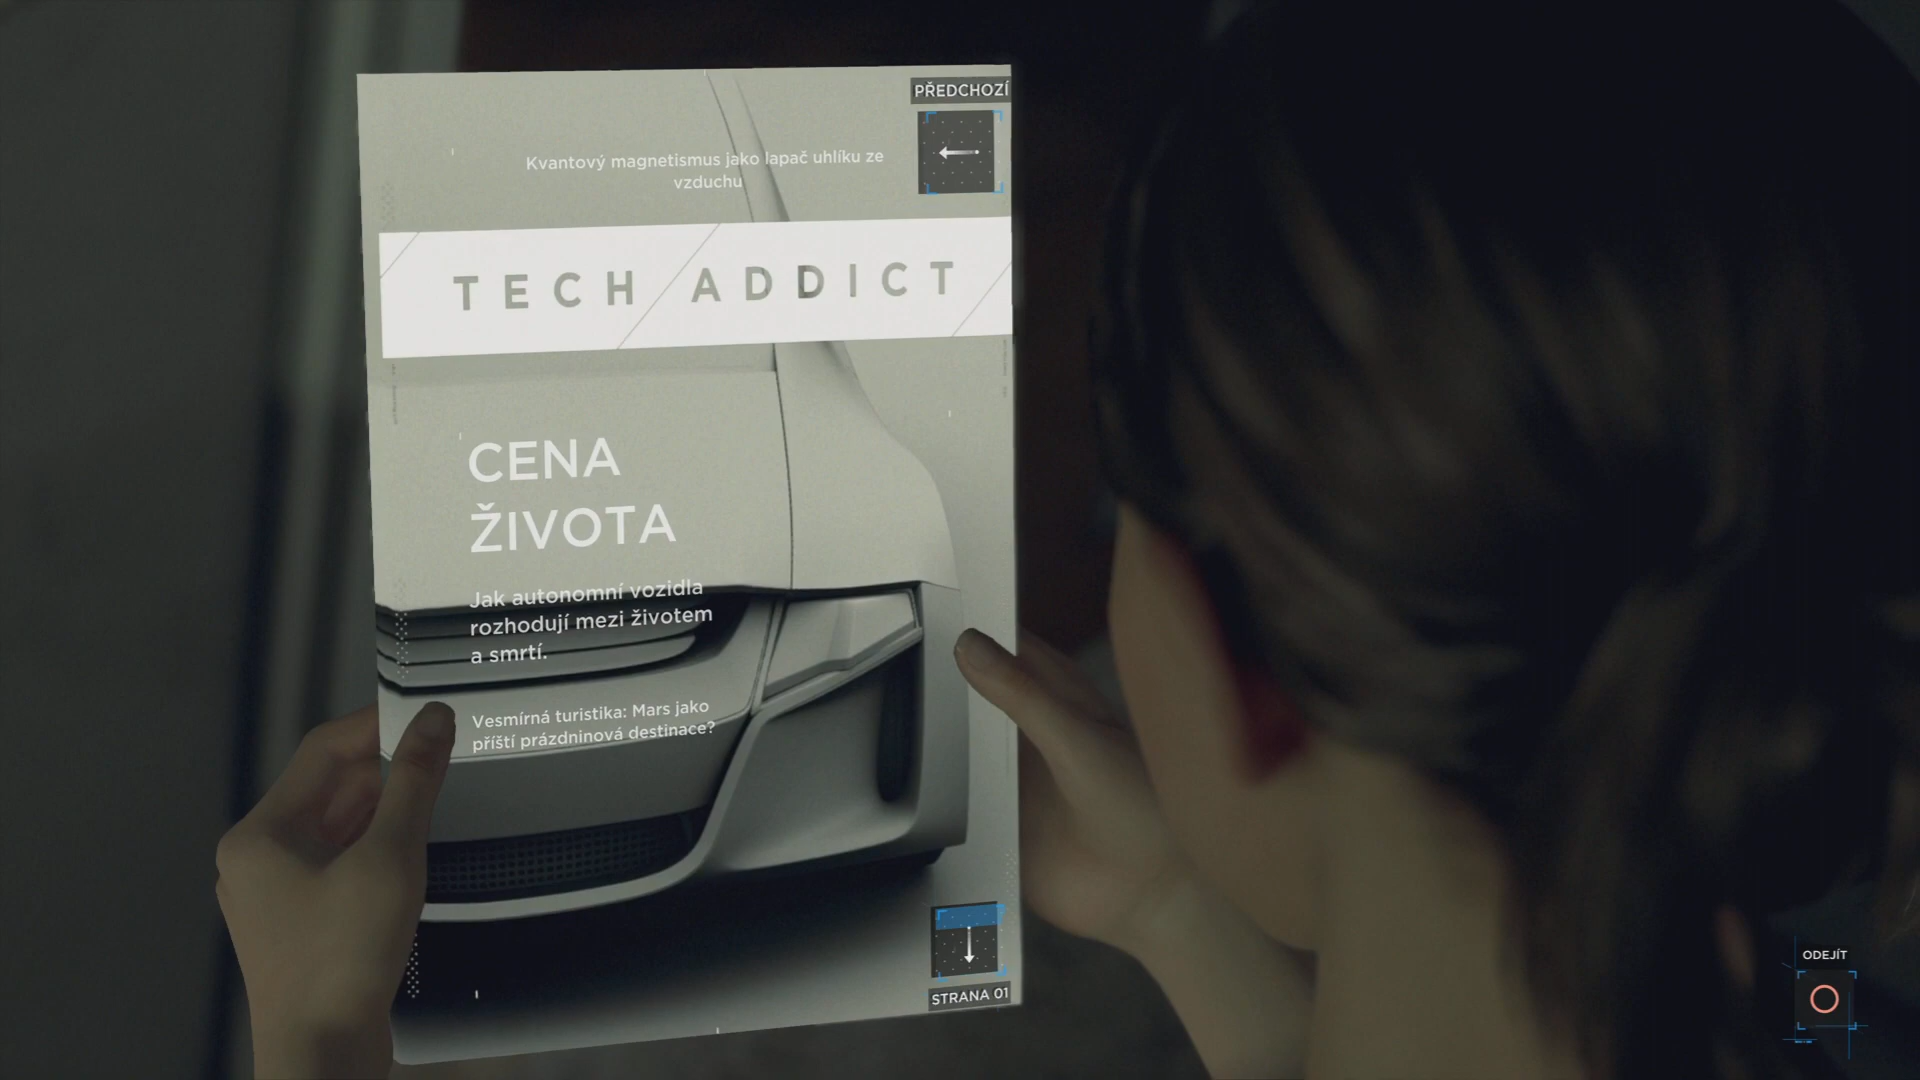 PŘEDCHOZÍ
Kvantový magnetismus jako lapač uhlíku ze
vzduchu
TECH ADDICT
CENA
ŽIVOTA
Jak autonomní vozidla
rozhodují mezi životem
a smrtí.
Vesmírná turistika: Mars jako
příští prázdninová destinace?
STRANA 01
ODEJÍT